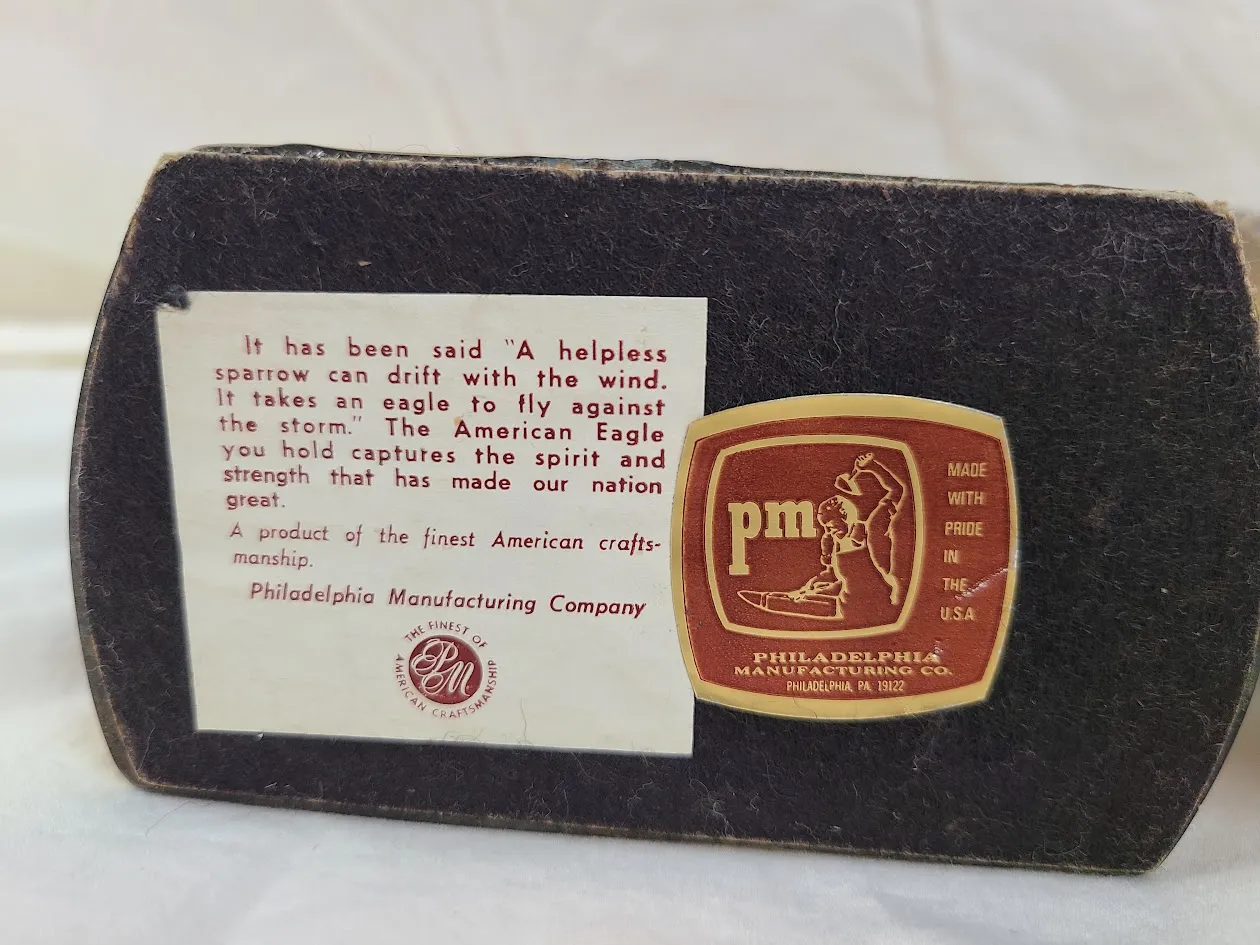 It has been said "A helpless
sparrow can drift with the wind.
It takes an eagle to fly against
the storm." The American Eagle
you hold captures the spirit and
strength that has made our nation
great.
A product of the finest American crafts-
manship.
Philadelphia Manufacturing Company
THE FINEST OF
AMERICAN CRAFTSMANSHIP
PM
pm
MADE
WITH
PRIDE
IN
THE
U.S.A
PHILADELPHIA
MANUFACTURING CO.
PHILADELPHIA, PA. 19122